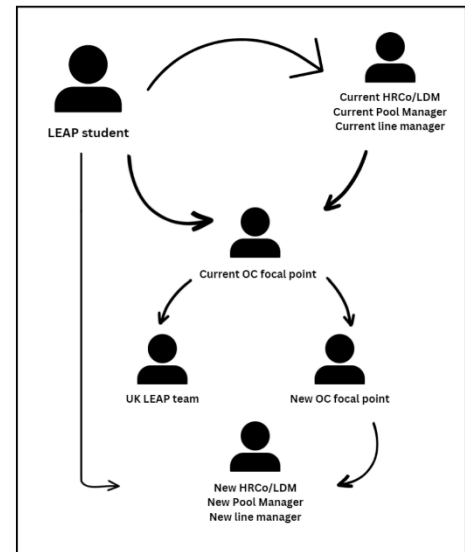 LEAP student
Current HRCo/LDM
Current Pool Manager
Current line manager
Current OC focal point
UK LEAP team
New OC focal point
New HRCo/LDM
New Pool Manager
New line manager